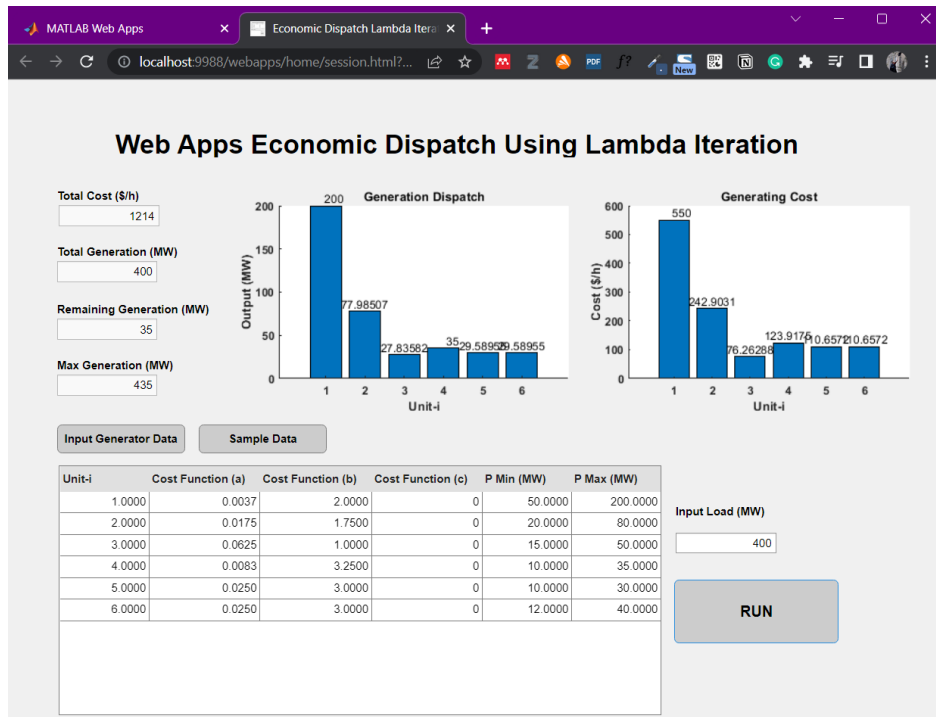 MATLAB Web Apps
Economic Dispatch Lambda Itera
localhost:9988/webapps/home/session.html?...
PDF
f?
New
Web Apps Economic Dispatch Using Lambda Iteration
Total Cost ($/h)
1214
Total Generation (MW)
400
Remaining Generation (MW)
35
Max Generation (MW)
435
Generation Dispatch
Output (MW)
200
150
100
50
0
200
77.98507
27.83582
35
29.58955
29.58955
1 2 3 4 5 6
Unit-i
Generating Cost
Cost ($/h)
600
500
400
300
200
100
0
550
242.9031
76.26288
123.9175
110.6572
110.6572
1 2 3 4 5 6
Unit-i
Input Generator Data
Sample Data
Unit-i Cost Function (a) Cost Function (b) Cost Function (c) P Min (MW) P Max (MW)
1.0000 0.0037 2.0000 0 50.0000 200.0000
2.0000 0.0175 1.7500 0 20.0000 80.0000
3.0000 0.0625 1.0000 0 15.0000 50.0000
4.0000 0.0083 3.2500 0 10.0000 35.0000
5.0000 0.0250 3.0000 0 10.0000 30.0000
6.0000 0.0250 3.0000 0 12.0000 40.0000
Input Load (MW)
400
RUN